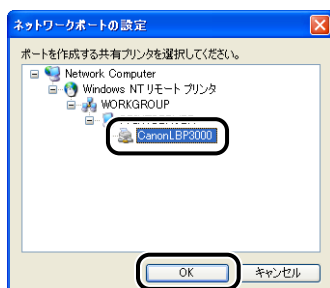 ネットワークポートの設定
ポートを作成する共有プリンタを選択してください。
Network Computer
Windows NT リモート プリンタ
WORKGROUP
CanonLBP3000
OK
キャンセル